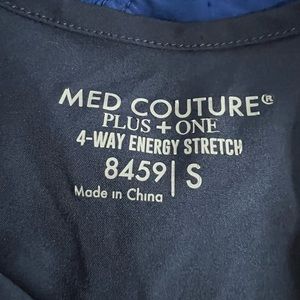 MED COUTURE®
PLUS + ONE
4-WAY ENERGY STRETCH
8459 | S
Made in China